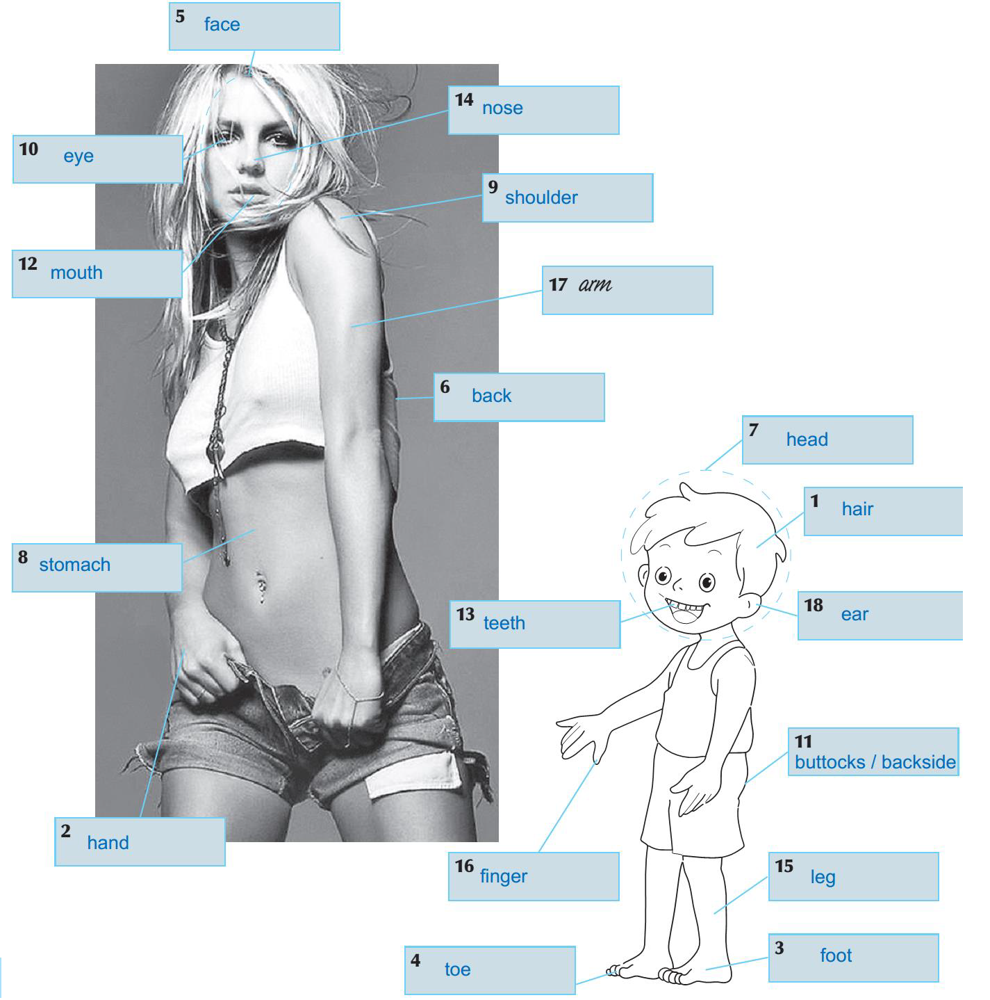 5 face
14 nose
10 eye
9 shoulder
12 mouth
17 arm
6 back
7 head
1 hair
8 stomach
13 teeth
18 ear
11
buttocks / backside
2 hand
16 finger
15 leg
3 foot
4 toe